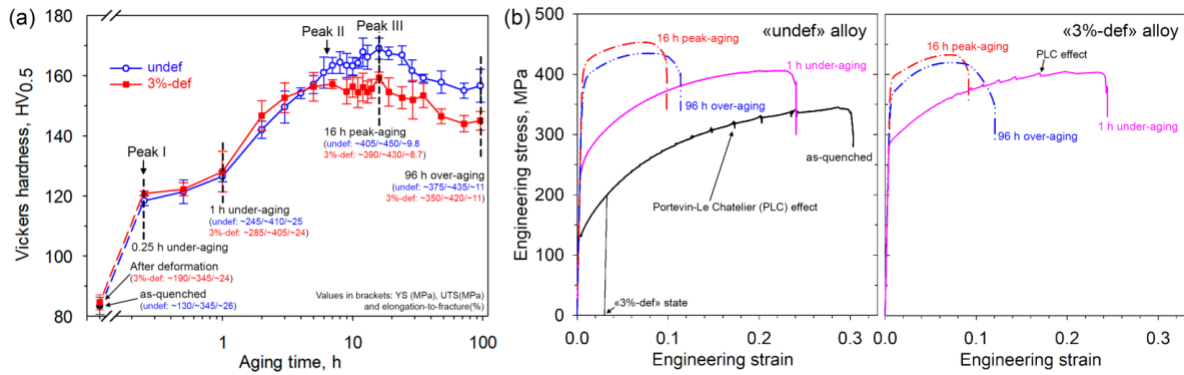 (a)
Vickers hardness, HV0.5
180
160
140
120
100
80
1
10
100
Aging time, h
undef
3%-def
Peak I
Peak II
Peak III
0.25 h under-aging
After deformation
(3%-def: ~190/~345/~24)
as-quenched
(undef: ~130/~345/~26)
1 h under-aging
(undef: ~245/~410/~25
3%-def: ~285/~405/~24)
16 h peak-aging
(undef: ~405/~450/~9.8
3%-def: ~390/~430/~8.7)
96 h over-aging
(undef: ~375/~435/~11
3%-def: ~350/~420/~11)
Values in brackets: YS (MPa), UTS(MPa)
and elongation-to-fracture(%)
(b)
«undef» alloy
Engineering stress, MPa
500
400
300
200
100
0
0.0
0.1
0.2
0.3
Engineering strain
16 h peak-aging
1 h under-aging
96 h over-aging
as-quenched
Portevin-Le Chatelier (PLC) effect
«3%-def» state
«3%-def» alloy
16 h peak-aging
PLC effect
96 h over-aging
1 h under-aging
0.0
0.1
0.2
0.3
Engineering strain